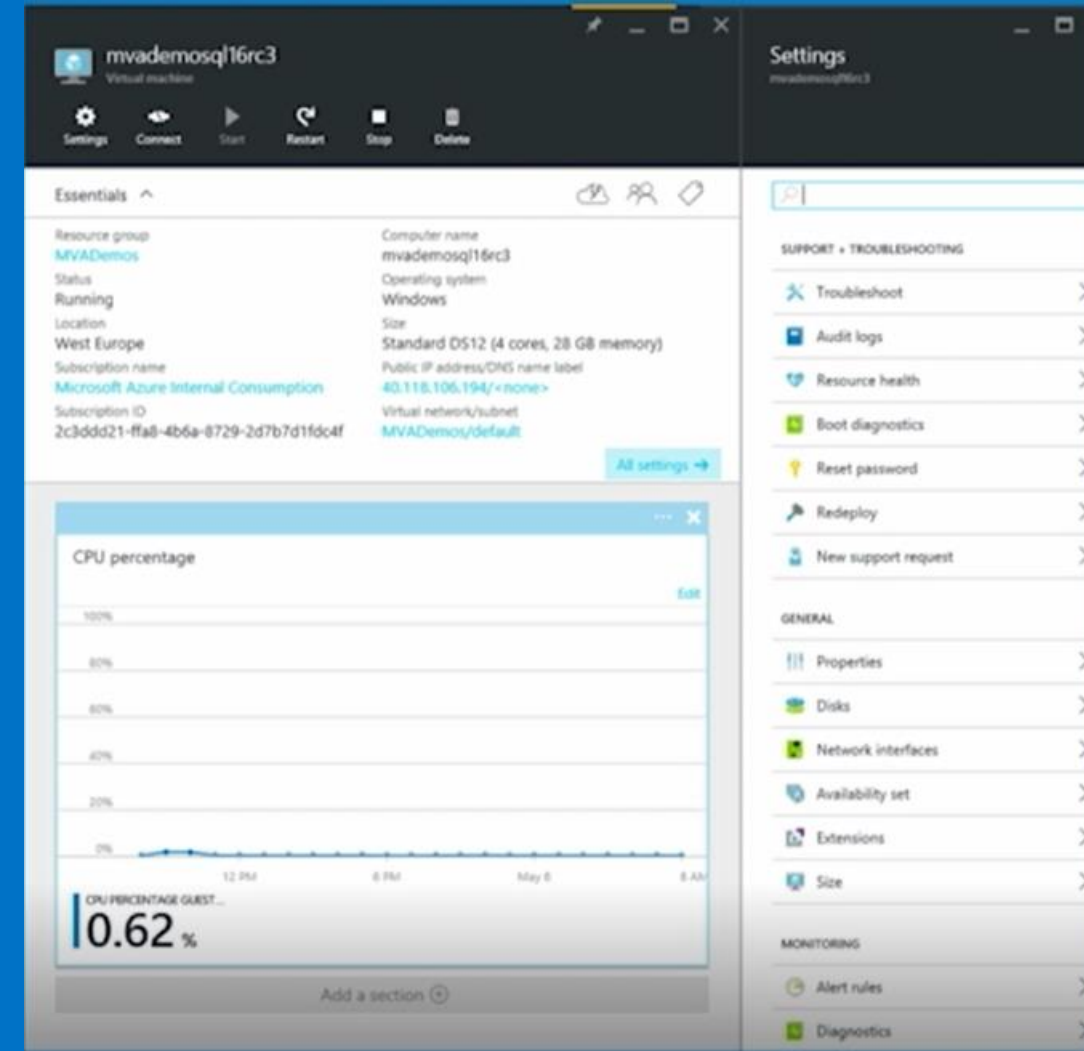 mvademosql16rc3
Virtual machine
Settings
Connect
Start
Restart
Stop
Delete
Essentials
Resource group
MVADemos
Status
Running
Location
West Europe
Subscription name
Microsoft Azure Internal Consumption
Subscription ID
2c3ddd21-ffa8-4b6a-8729-2d7b7d1fdc4f
Computer name
mvademosql16rc3
Operating system
Windows
Size
Standard DS12 (4 cores, 28 GB memory)
Public IP address/DNS name label
40.118.106.194/<none>
Virtual network/subnet
MVADemos/default
All settings →
CPU percentage
Edit
100%
80%
60%
40%
20%
0%
12 PM
6 PM
May 6
6 AM
CPU PERCENTAGE GUEST...
0.62 %
Add a section
Settings
mvademosql16rc3
SUPPORT + TROUBLESHOOTING
Troubleshoot
Audit logs
Resource health
Boot diagnostics
Reset password
Redeploy
New support request
GENERAL
Properties
Disks
Network interfaces
Availability set
Extensions
Size
MONITORING
Alert rules
Diagnostics